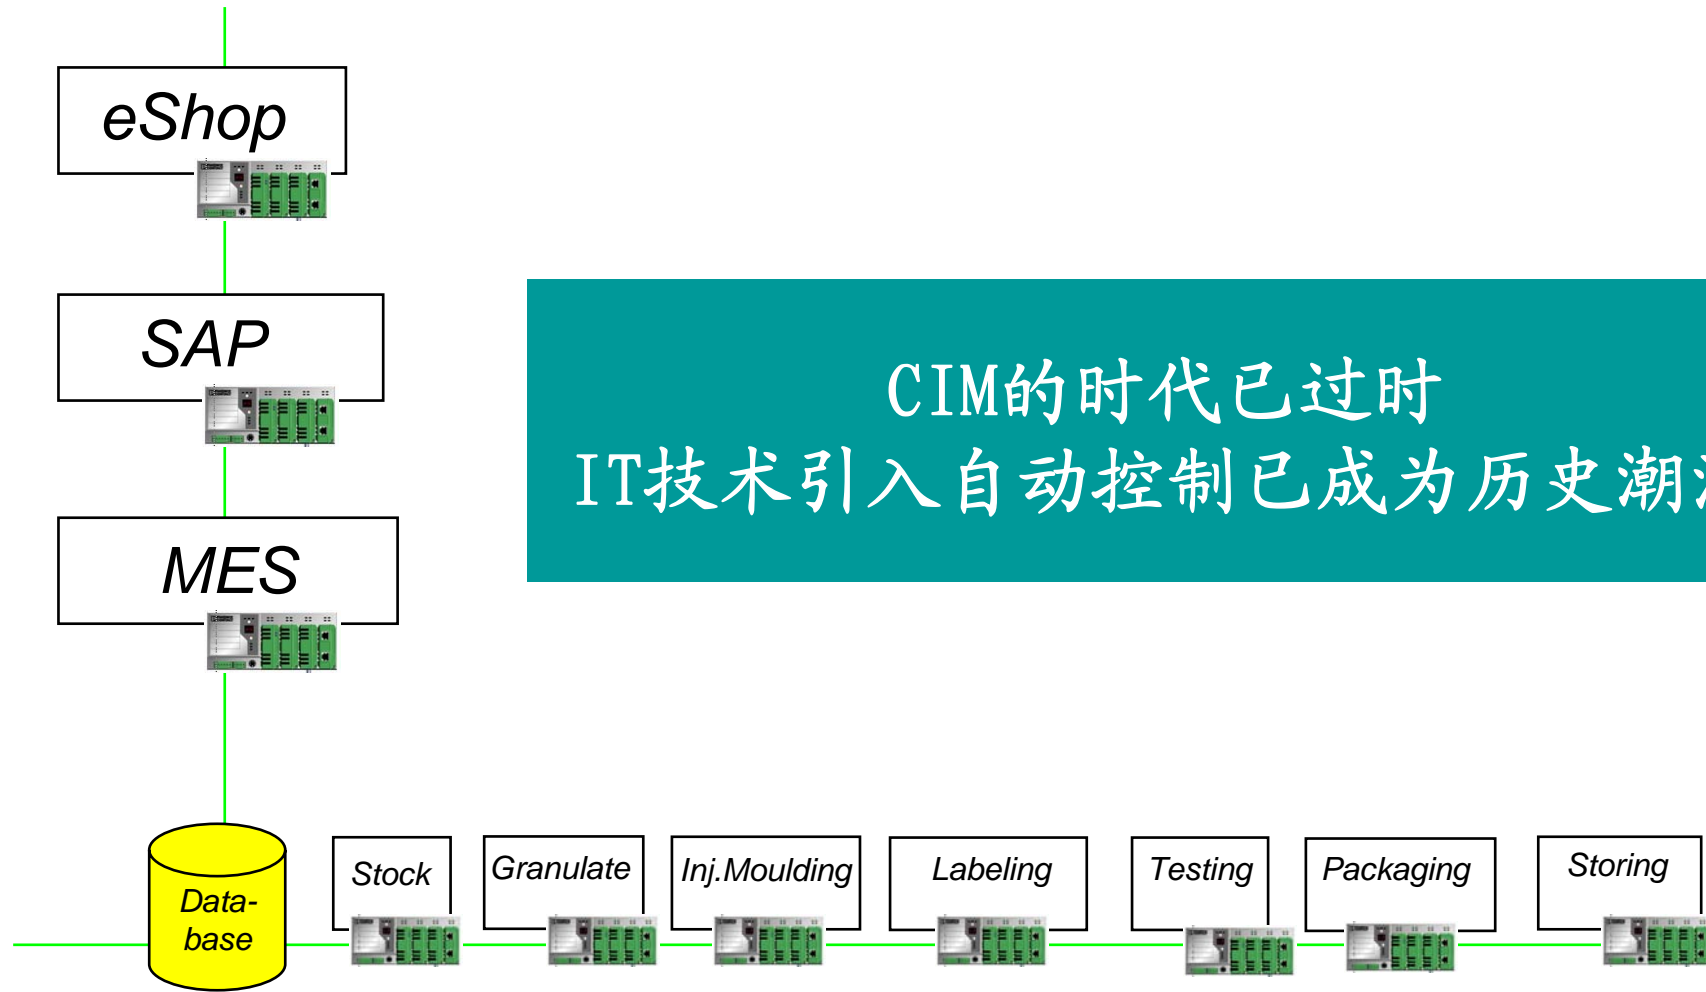 eShop
SAP
CIM的时代已过时
IT技术引入自动控制已成为历史潮
MES
Data-
base
Stock
Granulate
Inj.Moulding
Labeling
Testing
Packaging
Storing